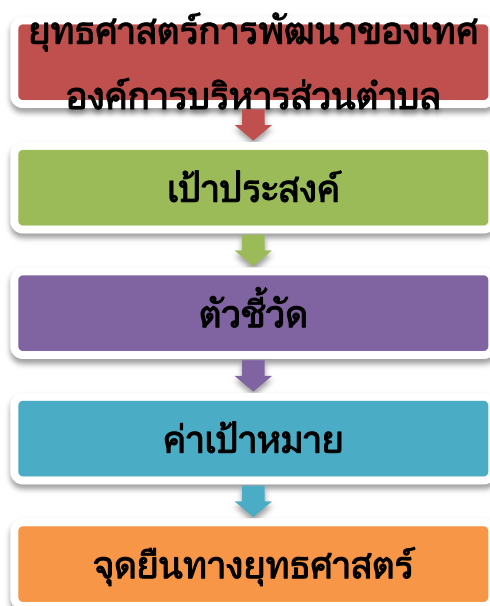 ยุทธศาสตร์การพัฒนาของเทศ
องค์การบริหารส่วนตำบล
เป้าประสงค์
ตัวชี้วัด
ค่าเป้าหมาย
จุดยืนทางยุทธศาสตร์